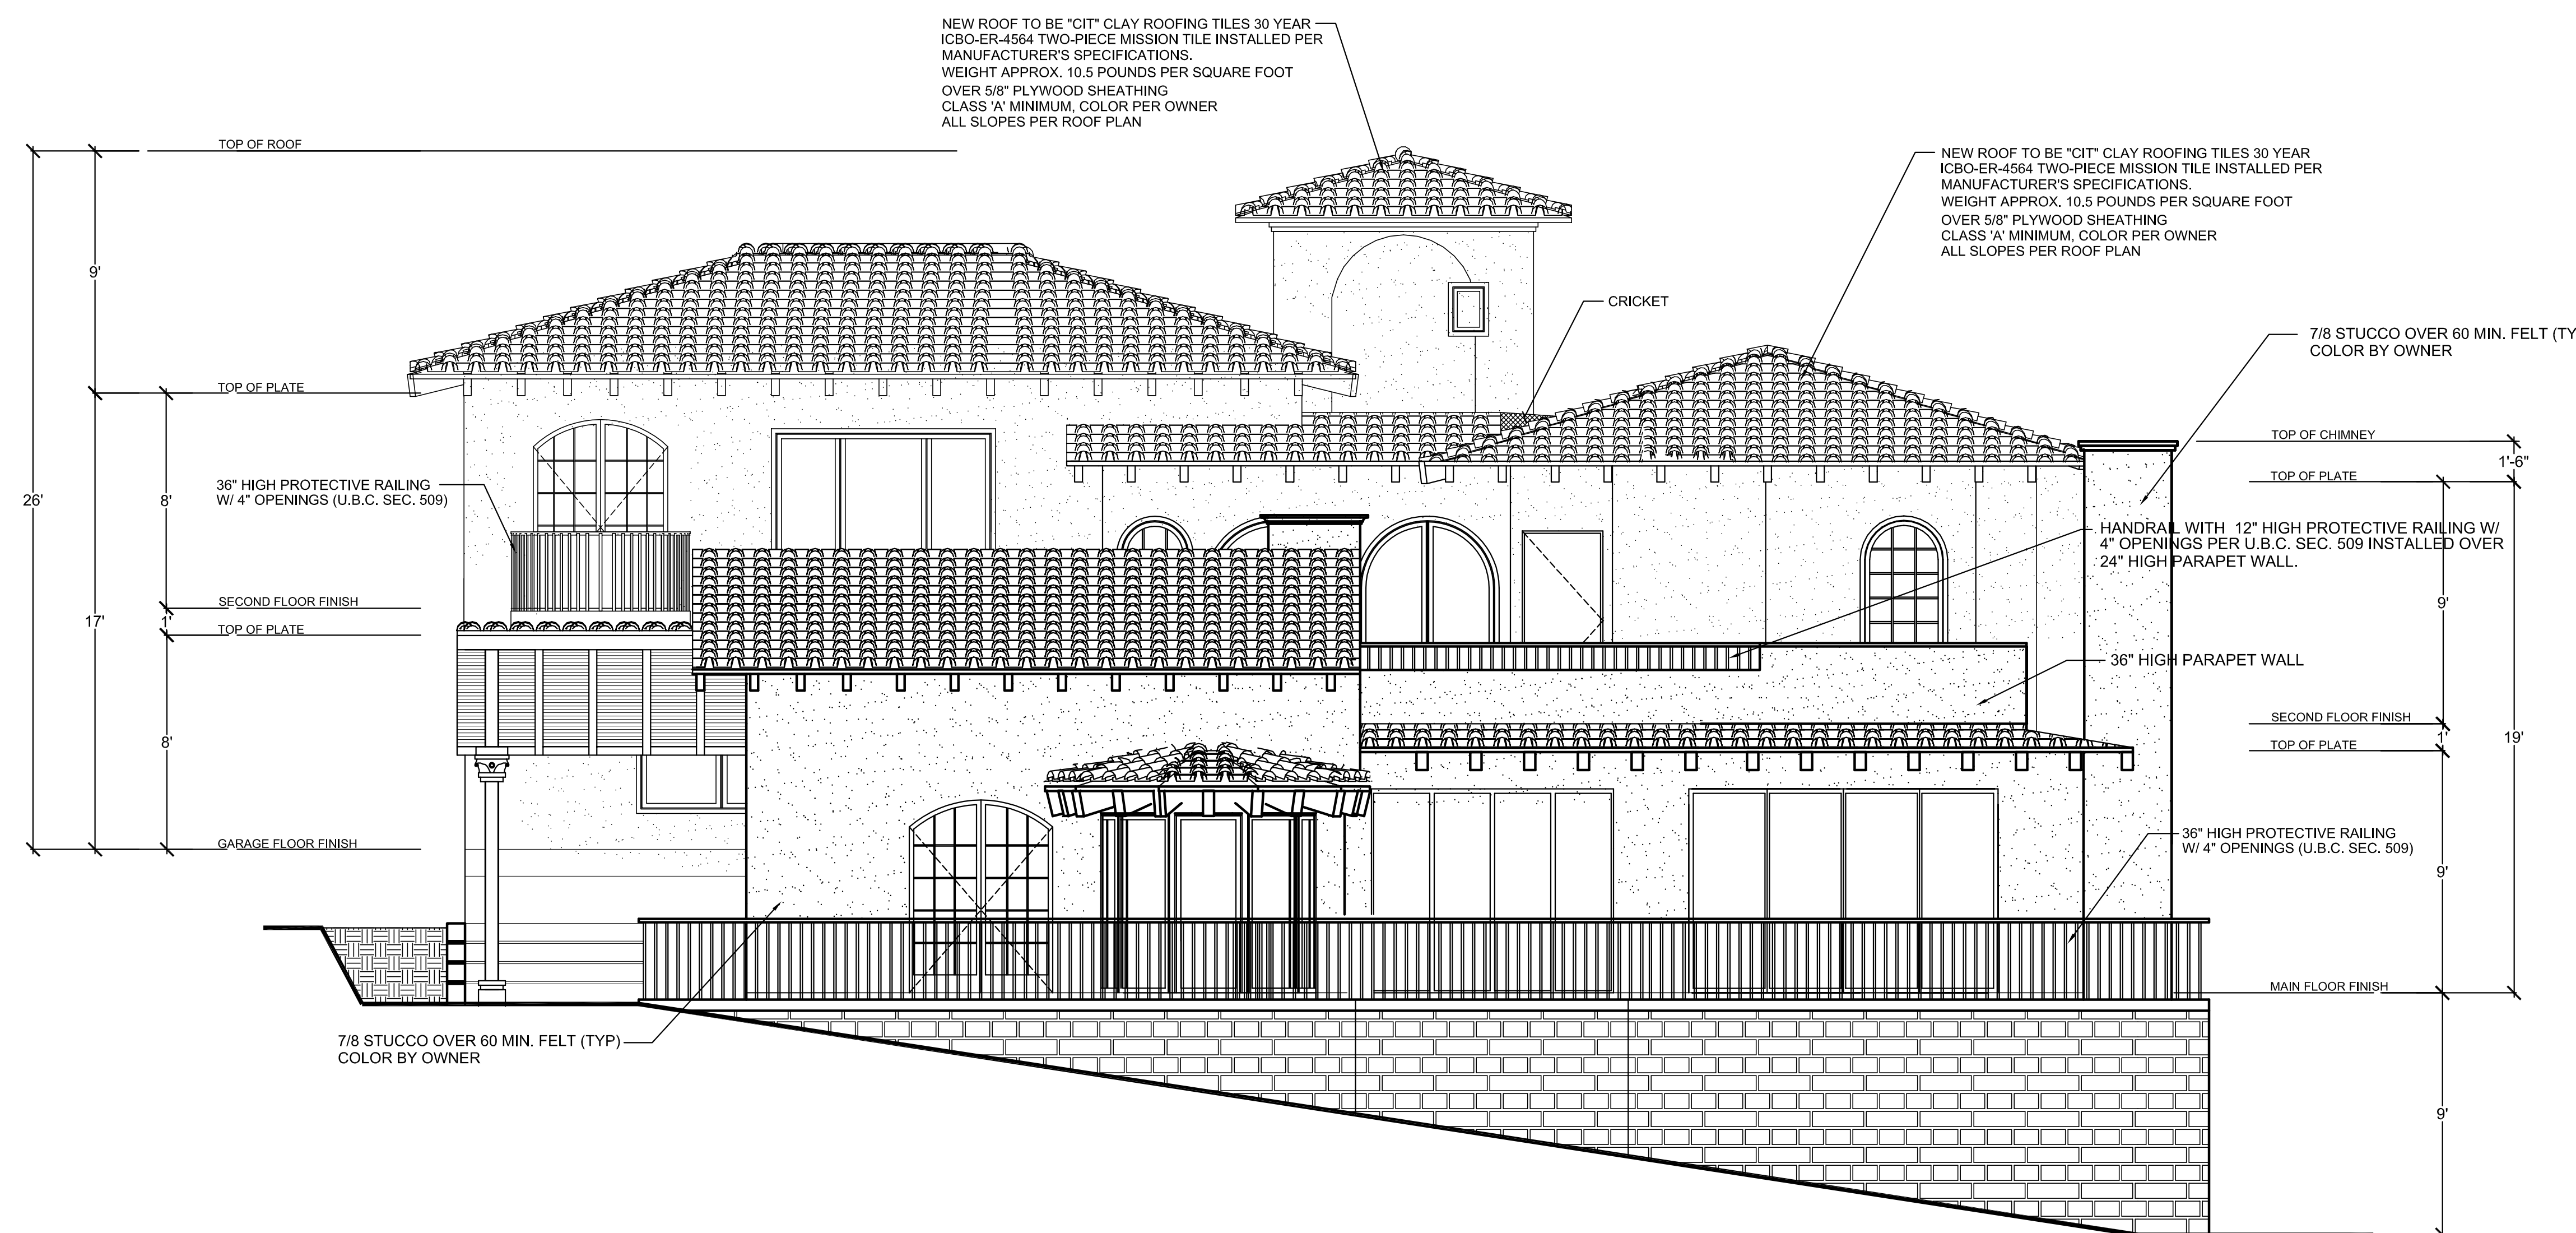 NEW ROOF TO BE "CIT" CLAY ROOFING TILES 30 YEAR
ICBO-ER-4564 TWO-PIECE MISSION TILE INSTALLED PER
MANUFACTURER'S SPECIFICATIONS.
WEIGHT APPROX. 10.5 POUNDS PER SQUARE FOOT
OVER 5/8" PLYWOOD SHEATHING
CLASS 'A' MINIMUM, COLOR PER OWNER
ALL SLOPES PER ROOF PLAN
NEW ROOF TO BE "CIT" CLAY ROOFING TILES 30 YEAR
ICBO-ER-4564 TWO-PIECE MISSION TILE INSTALLED PER
MANUFACTURER'S SPECIFICATIONS.
WEIGHT APPROX. 10.5 POUNDS PER SQUARE FOOT
OVER 5/8" PLYWOOD SHEATHING
CLASS 'A' MINIMUM, COLOR PER OWNER
ALL SLOPES PER ROOF PLAN
TOP OF ROOF
9'
CRICKET
7/8 STUCCO OVER 60 MIN. FELT (TY
COLOR BY OWNER
TOP OF PLATE
36" HIGH PROTECTIVE RAILING
W/ 4" OPENINGS (U.B.C. SEC. 509)
26'
8'
SECOND FLOOR FINISH
17'
1'
TOP OF PLATE
8'
GARAGE FLOOR FINISH
TOP OF CHIMNEY
1'-6"
TOP OF PLATE
HANDRAIL WITH 12" HIGH PROTECTIVE RAILING W/
4" OPENINGS PER U.B.C. SEC. 509 INSTALLED OVER
24" HIGH PARAPET WALL.
9'
36" HIGH PARAPET WALL
SECOND FLOOR FINISH
1'
19'
TOP OF PLATE
36" HIGH PROTECTIVE RAILING
W/ 4" OPENINGS (U.B.C. SEC. 509)
9'
MAIN FLOOR FINISH
7/8 STUCCO OVER 60 MIN. FELT (TYP)
COLOR BY OWNER
9'